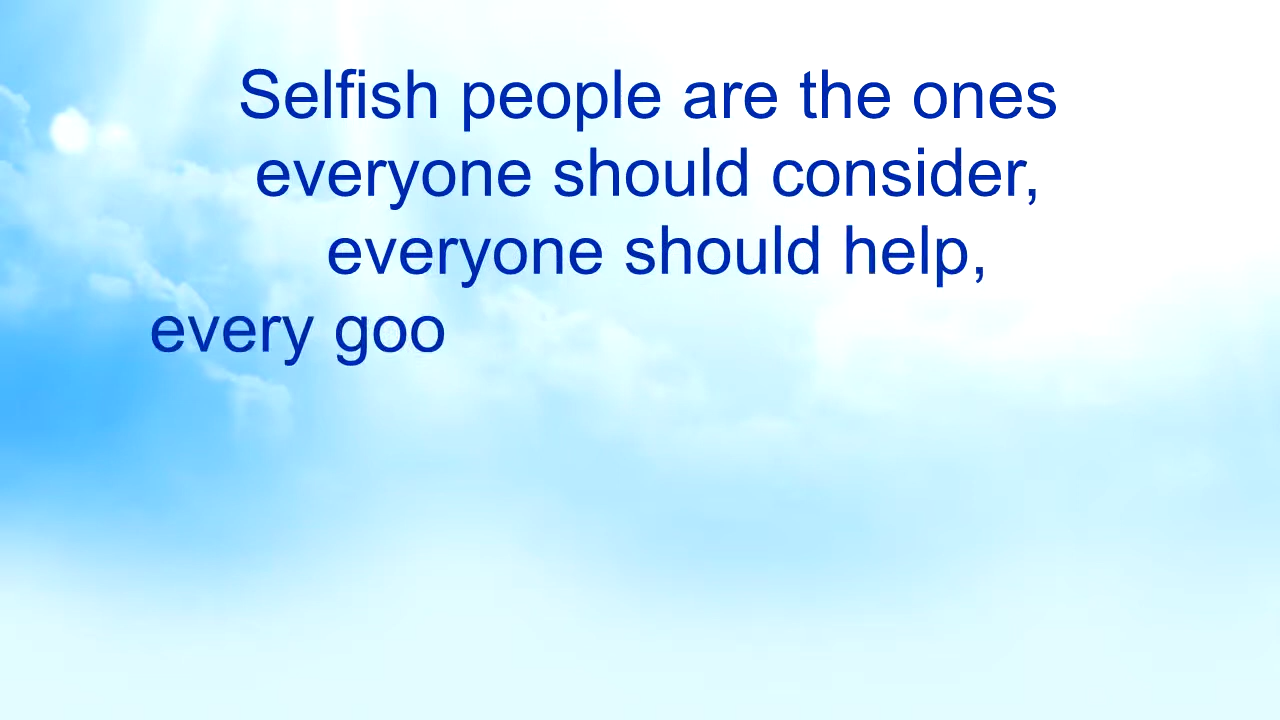 Selfish people are the ones
everyone should consider,
everyone should help,
every goo